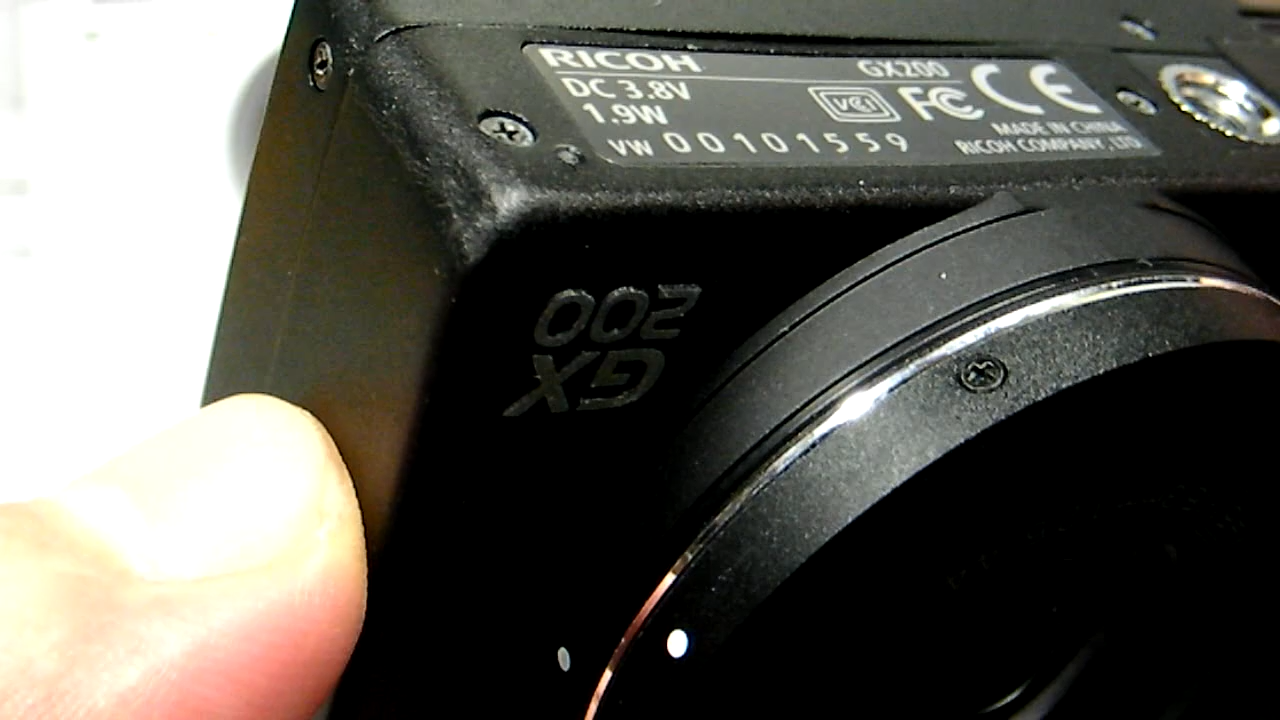 RICOH GX200
DC 3.8V
1.9W
VCCI FC CE
VW 00101559
MADE IN CHINA
RICOH COMPANY, LTD.
GX
200